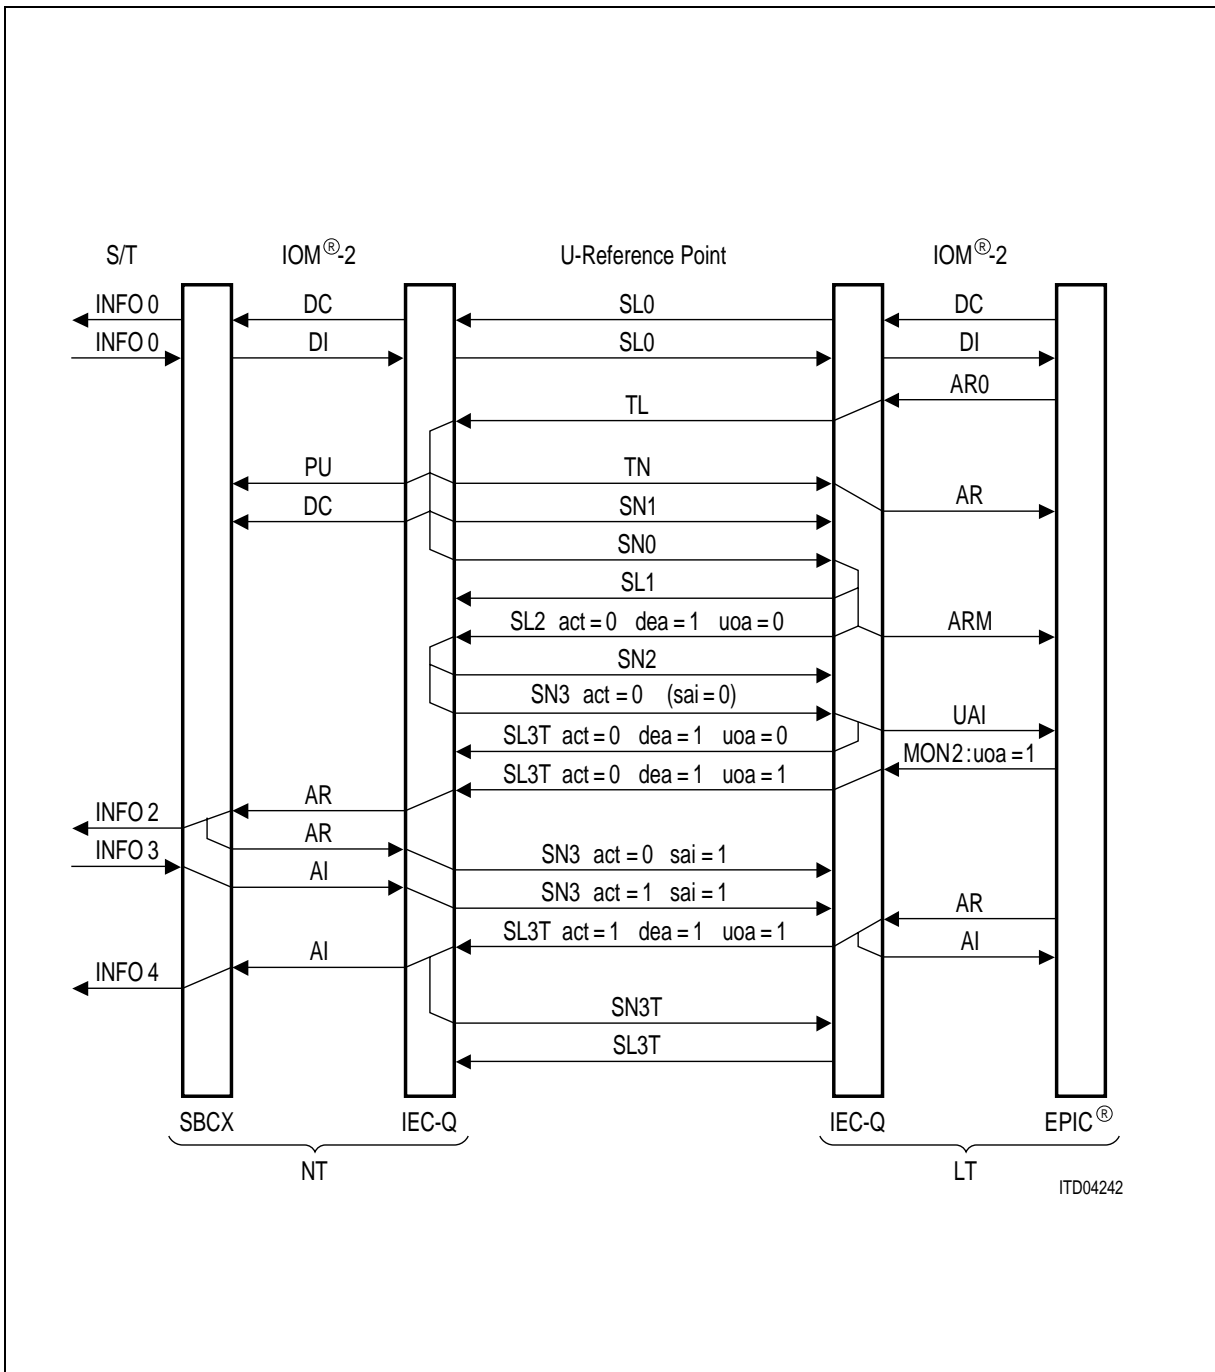 S/T IOM®-2 U-Reference Point IOM®-2
INFO 0 DC SL0 DC
INFO 0 DI SL0 DI
AR0
TL
PU TN
AR
DC SN1
SN0
SL1
SL2 act = 0 dea = 1 uoa = 0 ARM
SN2
SN3 act = 0 (sai = 0)
UAI
SL3T act = 0 dea = 1 uoa = 0
MON2 : uoa = 1
SL3T act = 0 dea = 1 uoa = 1
AR
INFO 2
AR
INFO 3
SN3 act = 0 sai = 1
AI
SN3 act = 1 sai = 1
AR
SL3T act = 1 dea = 1 uoa = 1
AI
AI
INFO 4
SN3T
SL3T
SBCX IEC-Q IEC-Q EPIC®
NT LT
ITD04242